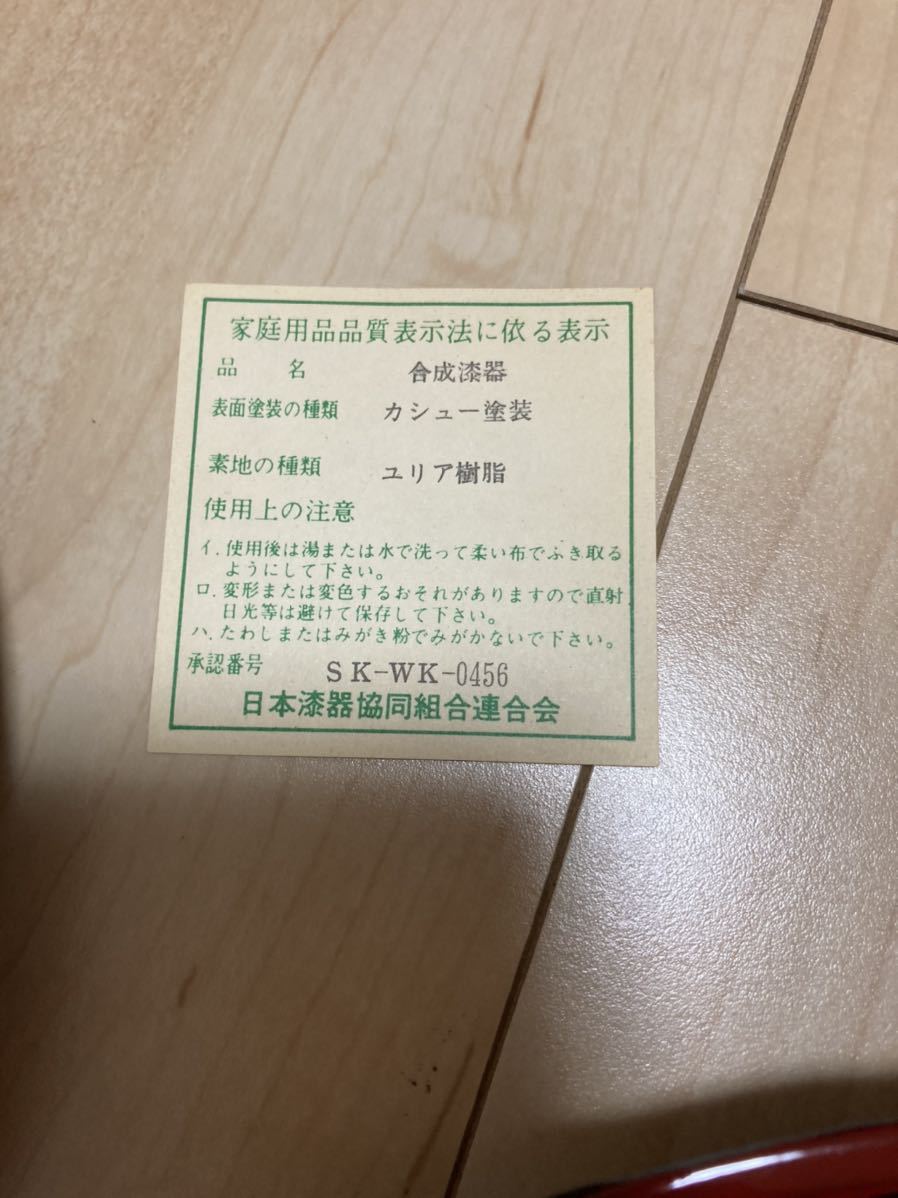 家庭用品品質表示法に依る表示
品名 合成漆器
表面塗装の種類 カシュー塗装
素地の種類 ユリア樹脂
使用上の注意
イ.使用後は湯または水で洗って柔い布でふき取る
ようにして下さい。
ロ.変形または変色するおそれがありますので直射
日光等は避けて保存して下さい。
ハ.たわしまたはみがき粉でみがかないで下さい。
承認番号 SK-WK-0456
日本漆器協同組合連合会